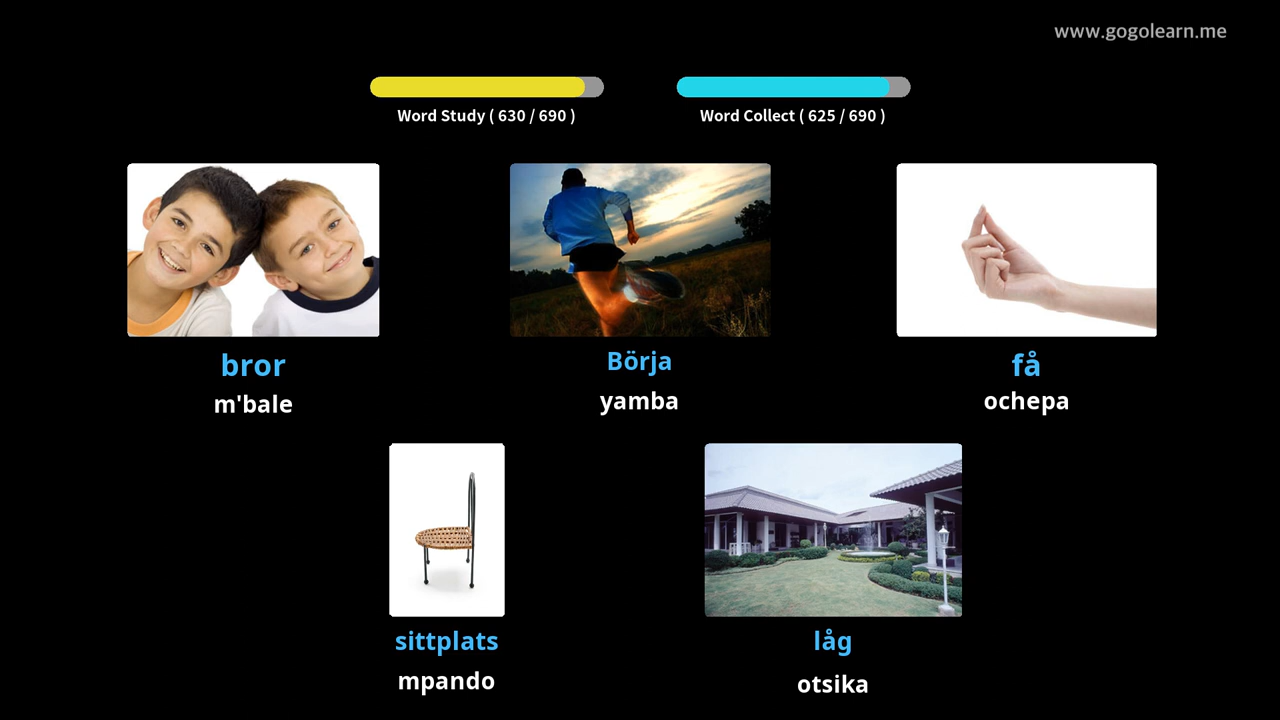 www.gogolearn.me
Word Study ( 630 / 690 )
Word Collect ( 625 / 690 )
bror
m'bale
Börja
yamba
få
ochepa
sittplats
mpando
låg
otsika